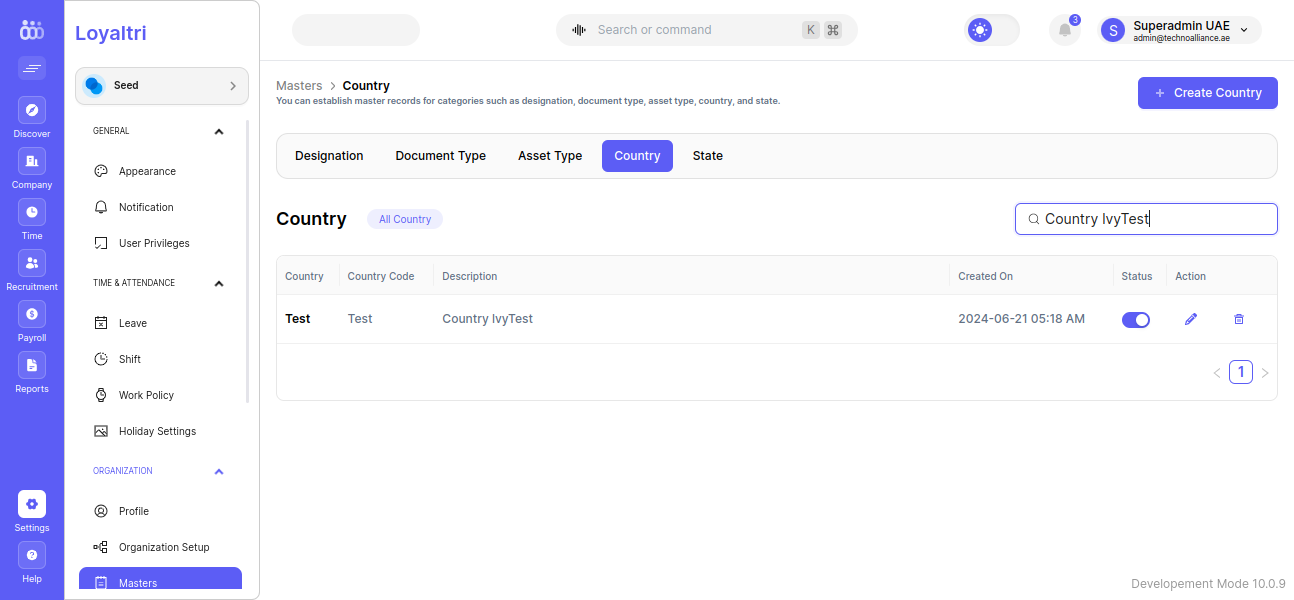 Discover
Company
Time
Recruitment
Payroll
Reports
Settings
Help
Loyaltri
Seed
GENERAL
Appearance
Notification
User Privileges
TIME & ATTENDANCE
Leave
Shift
Work Policy
Holiday Settings
ORGANIZATION
Profile
Organization Setup
Masters
Search or command K ⌘
3
S Superadmin UAE
admin@technoalliance.ae
Masters > Country
You can establish master records for categories such as designation, document type, asset type, country, and state.
+ Create Country
Designation Document Type Asset Type Country State
Country All Country Country IvyTest
Country Country Code Description Created On Status Action
Test Test Country IvyTest 2024-06-21 05:18 AM
< 1 >
Developement Mode 10.0.9